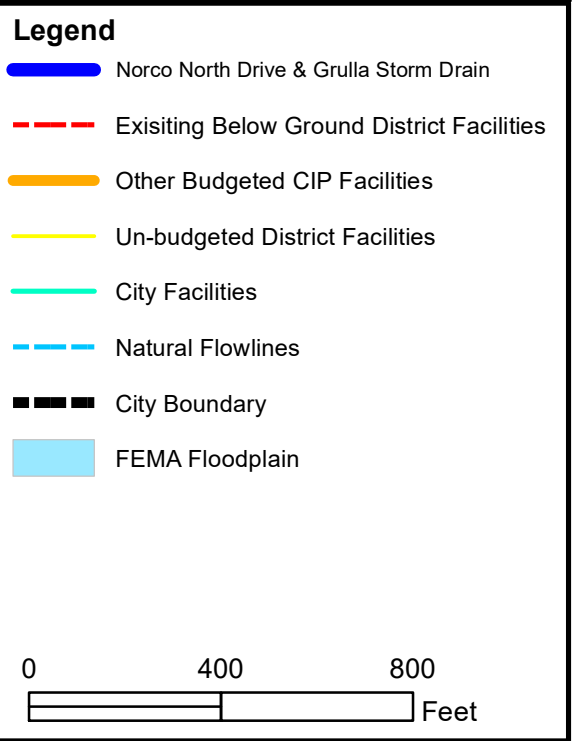 Legend
Norco North Drive & Grulla Storm Drain
Exisiting Below Ground District Facilities
Other Budgeted CIP Facilities
Un-budgeted District Facilities
City Facilities
Natural Flowlines
City Boundary
FEMA Floodplain
0 400 800
Feet